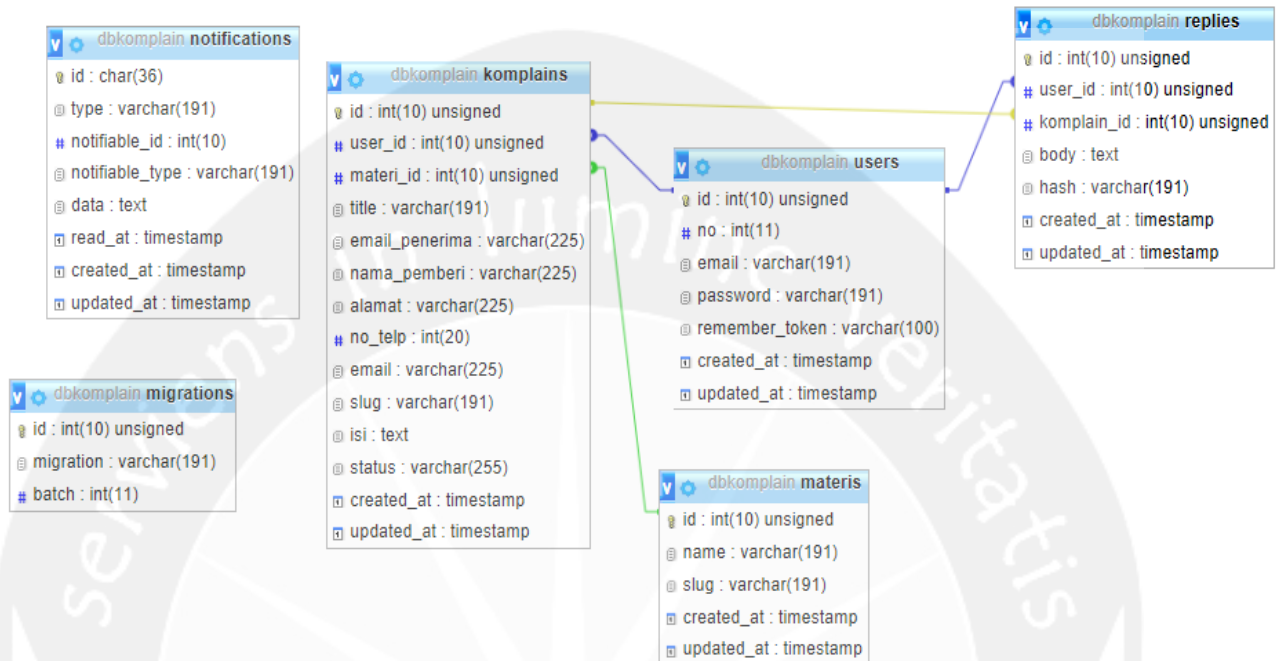 dbkomplain notifications
id : char(36)
type : varchar(191)
notifiable_id : int(10)
notifiable_type : varchar(191)
data : text
read_at : timestamp
created_at : timestamp
updated_at : timestamp
dbkomplain migrations
id : int(10) unsigned
migration : varchar(191)
batch : int(11)
dbkomplain komplains
id : int(10) unsigned
user_id : int(10) unsigned
materi_id : int(10) unsigned
title : varchar(191)
email_penerima : varchar(225)
nama_pemberi : varchar(225)
alamat : varchar(225)
no_telp : int(20)
email : varchar(225)
slug : varchar(191)
isi : text
status : varchar(255)
created_at : timestamp
updated_at : timestamp
dbkomplain users
id : int(10) unsigned
no : int(11)
email : varchar(191)
password : varchar(191)
remember_token : varchar(100)
created_at : timestamp
updated_at : timestamp
dbkomplain materis
id : int(10) unsigned
name : varchar(191)
slug : varchar(191)
created_at : timestamp
updated_at : timestamp
dbkomplain replies
id : int(10) unsigned
user_id : int(10) unsigned
komplain_id : int(10) unsigned
body : text
hash : varchar(191)
created_at : timestamp
updated_at : timestamp
serviens in lumine veritatis